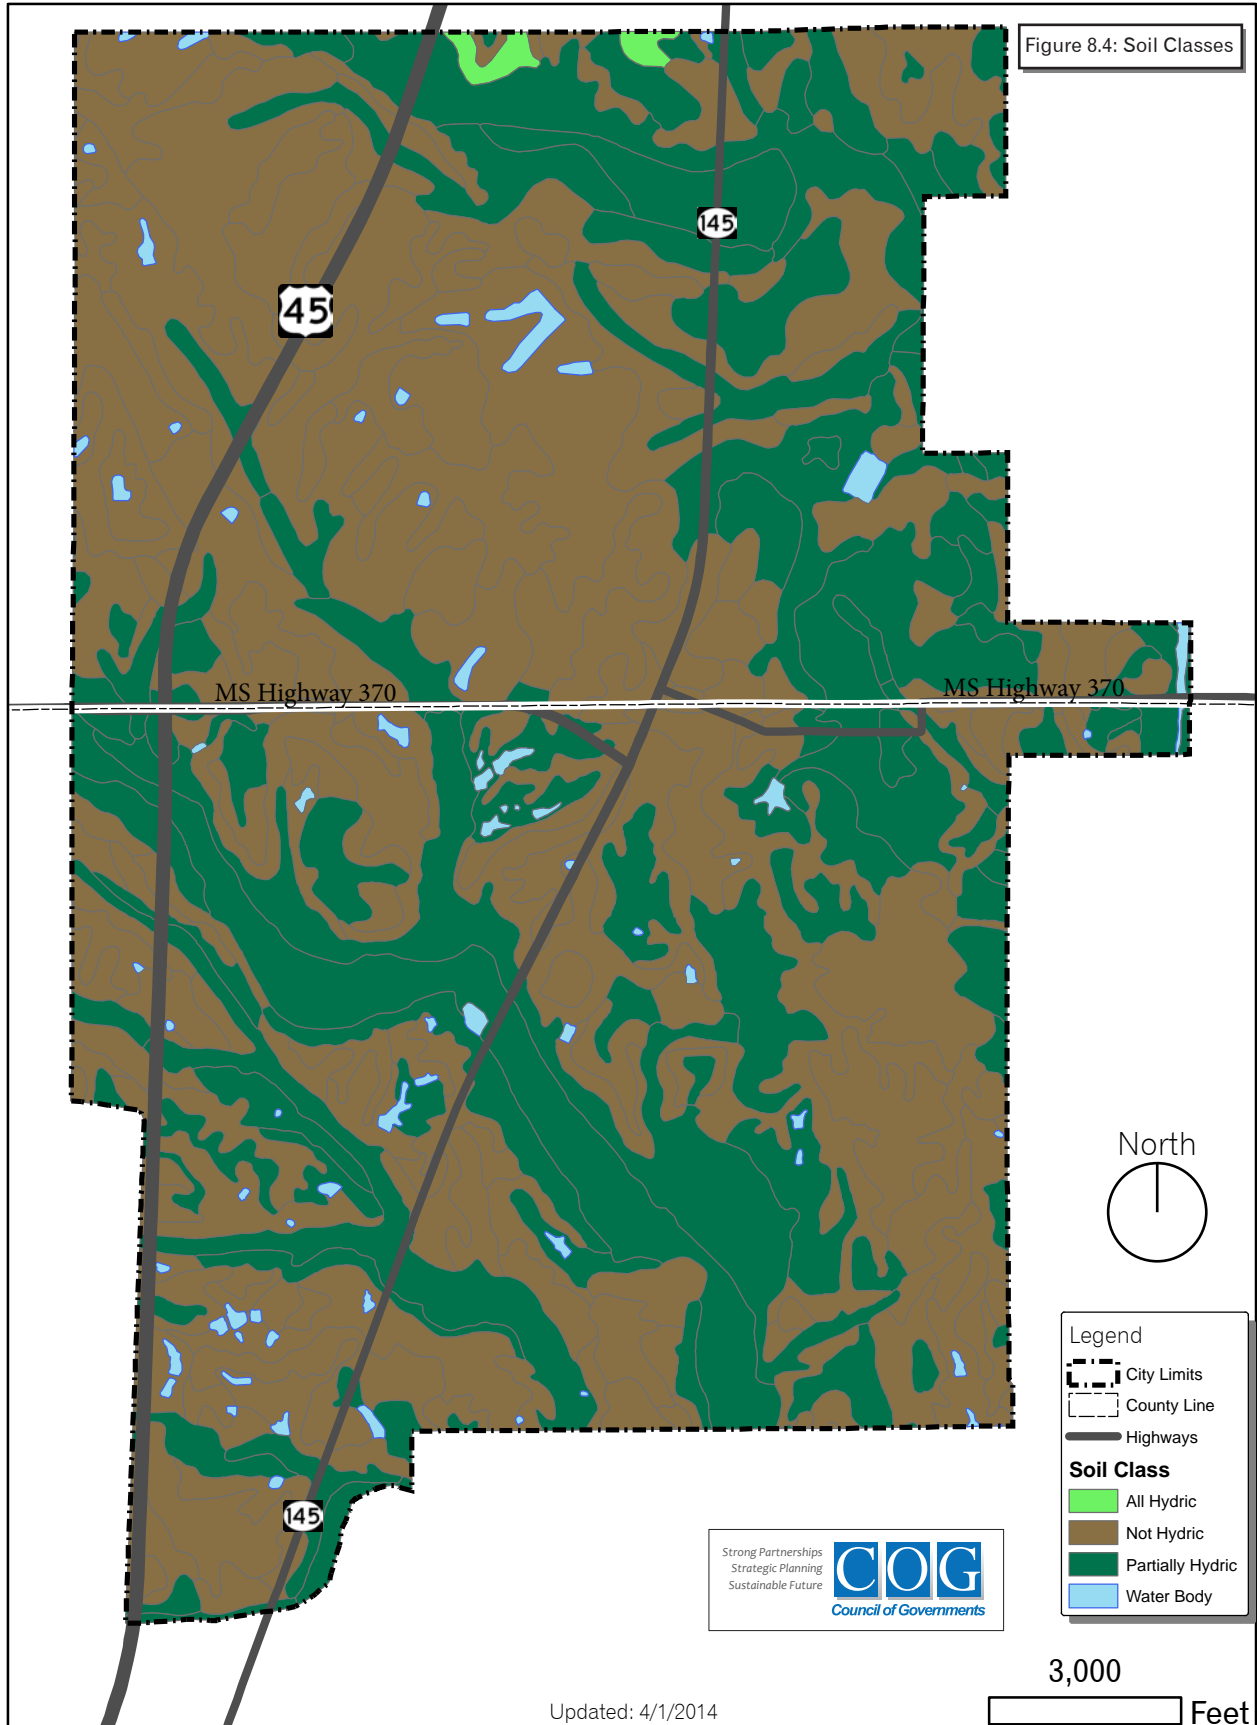 Figure 8.4: Soil Classes
145
45
MS Highway 370
MS Highway 370
North
Legend
City Limits
County Line
Highways
Soil Class
All Hydric
Not Hydric
Partially Hydric
Water Body
145
Strong Partnerships
Strategic Planning
Sustainable Future
COG
Council of Governments
3,000
Feet
Updated: 4/1/2014